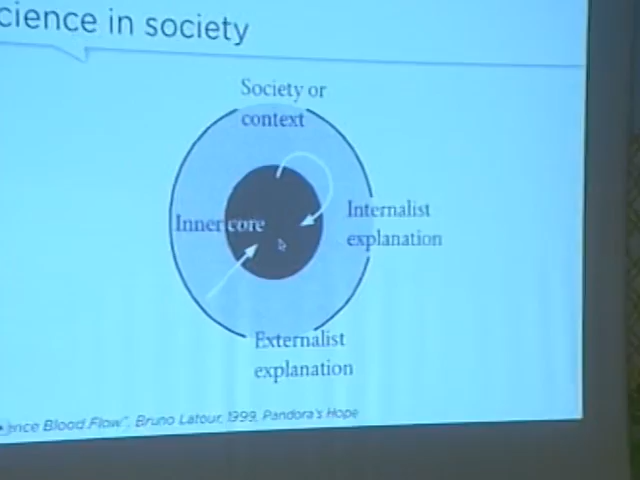 cience in society
Society or
context
Inner core
Internalist
explanation
Externalist
explanation
ence Blood Flow", Bruno Latour, 1999, Pandora's Hope